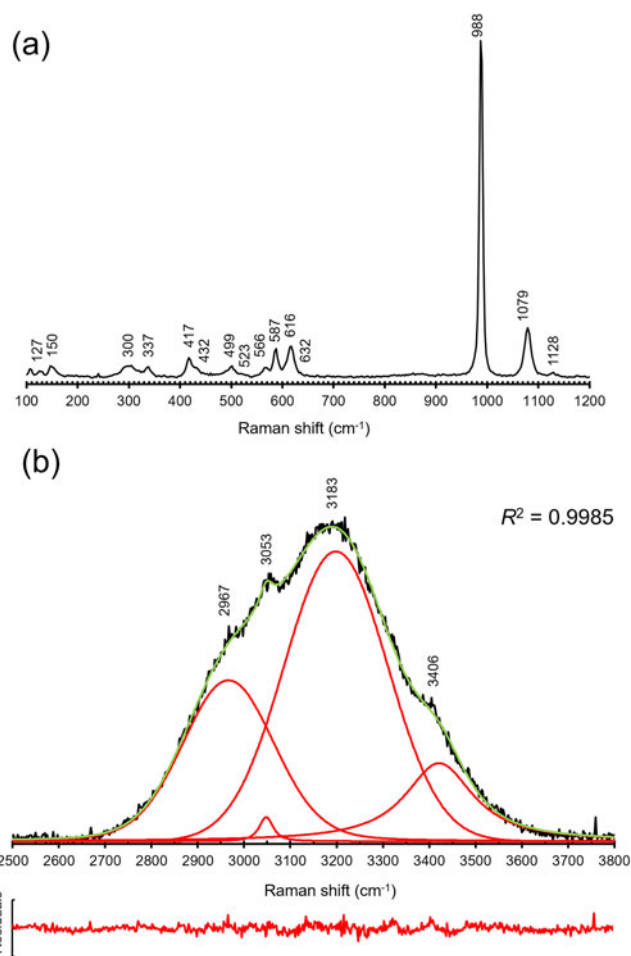 (a)
988
127 150 300 337 417 432 499 523 566 587 616 632 1079 1128
100 200 300 400 500 600 700 800 900 1000 1100 1200
Raman shift (cm⁻¹)
(b)
3183
R² = 0.9985
3053
2967
3406
2500 2600 2700 2800 2900 3000 3100 3200 3300 3400 3500 3600 3700 3800
Raman shift (cm⁻¹)